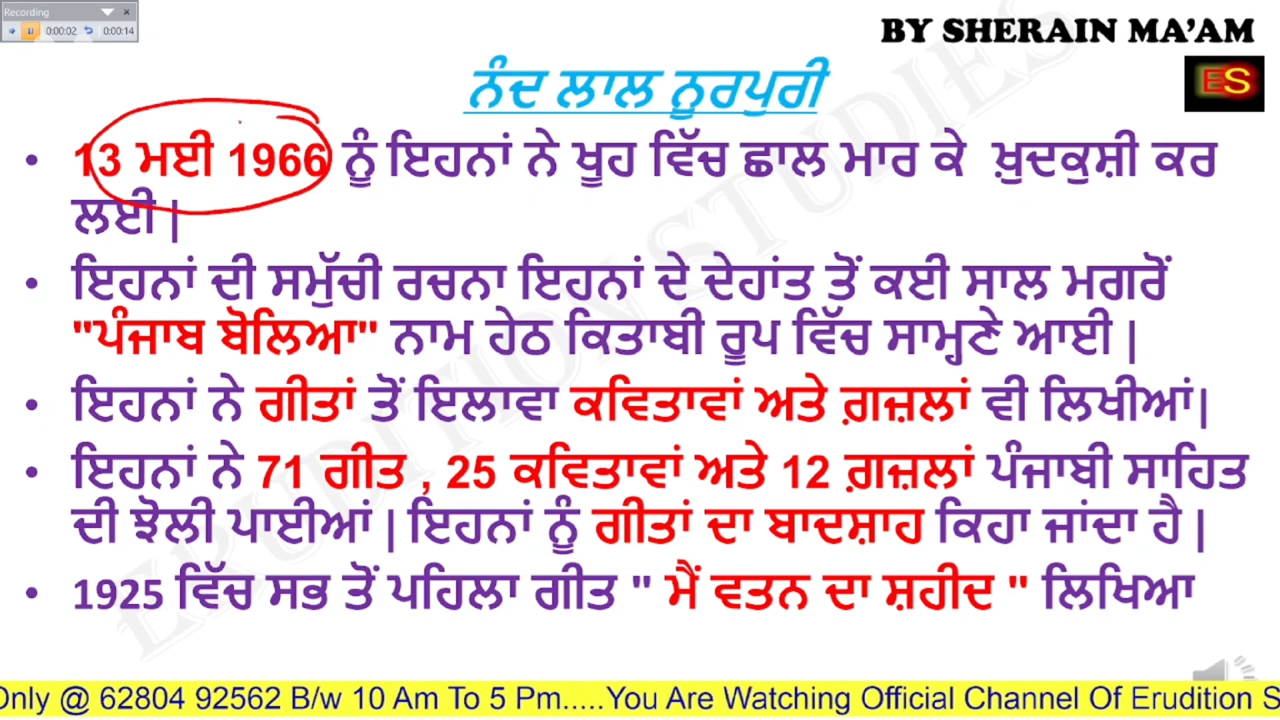 Recording
0:00:02 0:00:14
BY SHERAIN MA'AM
ES
ਨੰਦ ਲਾਲ ਨੂਰਪੁਰੀ
• 13 ਮਈ 1966 ਨੂੰ ਇਹਨਾਂ ਨੇ ਖੂਹ ਵਿੱਚ ਛਾਲ ਮਾਰ ਕੇ ਖ਼ੁਦਕੁਸ਼ੀ ਕਰ
ਲਈ |
• ਇਹਨਾਂ ਦੀ ਸਮੁੱਚੀ ਰਚਨਾ ਇਹਨਾਂ ਦੇ ਦੇਹਾਂਤ ਤੋਂ ਕਈ ਸਾਲ ਮਗਰੋਂ
"ਪੰਜਾਬ ਬੋਲਿਆ" ਨਾਮ ਹੇਠ ਕਿਤਾਬੀ ਰੂਪ ਵਿੱਚ ਸਾਮ੍ਹਣੇ ਆਈ |
• ਇਹਨਾਂ ਨੇ ਗੀਤਾਂ ਤੋਂ ਇਲਾਵਾ ਕਵਿਤਾਵਾਂ ਅਤੇ ਗ਼ਜ਼ਲਾਂ ਵੀ ਲਿਖੀਆਂ|
• ਇਹਨਾਂ ਨੇ 71 ਗੀਤ , 25 ਕਵਿਤਾਵਾਂ ਅਤੇ 12 ਗ਼ਜ਼ਲਾਂ ਪੰਜਾਬੀ ਸਾਹਿਤ
ਦੀ ਝੋਲੀ ਪਾਈਆਂ | ਇਹਨਾਂ ਨੂੰ ਗੀਤਾਂ ਦਾ ਬਾਦਸ਼ਾਹ ਕਿਹਾ ਜਾਂਦਾ ਹੈ |
• 1925 ਵਿੱਚ ਸਭ ਤੋਂ ਪਹਿਲਾ ਗੀਤ " ਮੈਂ ਵਤਨ ਦਾ ਸ਼ਹੀਦ " ਲਿਖਿਆ
ERUDITION STUDIES
Only @ 62804 92562 B/w 10 Am To 5 Pm.....You Are Watching Official Channel Of Erudition S